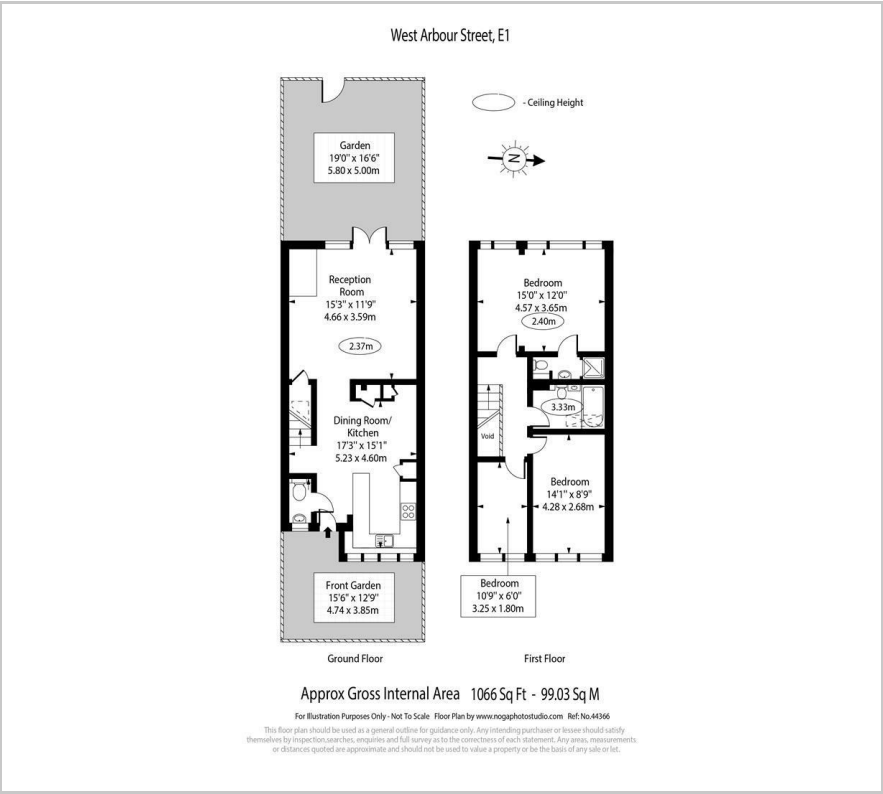 West Arbour Street, E1
- Ceiling Height
N
Garden
19'0'' x 16'6"
5.80 x 5.00m
Reception
Room
15'3'' x 11'9"
4.66 x 3.59m
2.37m
Dining Room/
Kitchen
17'3'' x 15'1"
5.23 x 4.60m
Front Garden
15'6'' x 12'9''
4.74 x 3.85m
Ground Floor
Bedroom
15'0'' x 12'0''
4.57 x 3.65m
2.40m
3.33m
Void
Bedroom
14'1'' x 8'9''
4.28 x 2.68m
Bedroom
10'9'' x 6'0''
3.25 x 1.80m
First Floor
Approx Gross Internal Area 1066 Sq Ft - 99.03 Sq M
For Illustration Purposes Only - Not To Scale Floor Plan by www.nogaphotostudio.com Ref: No.44366
This floor plan should be used as a general outline for guidance only. Any intending purchaser or lessee should satisfy
themselves by inspection,searches, enquiries and full survey as to the correctness of each statement. Any areas, measurements
or distances quoted are approximate and should not be used to value a property or be the basis of any sale or let.